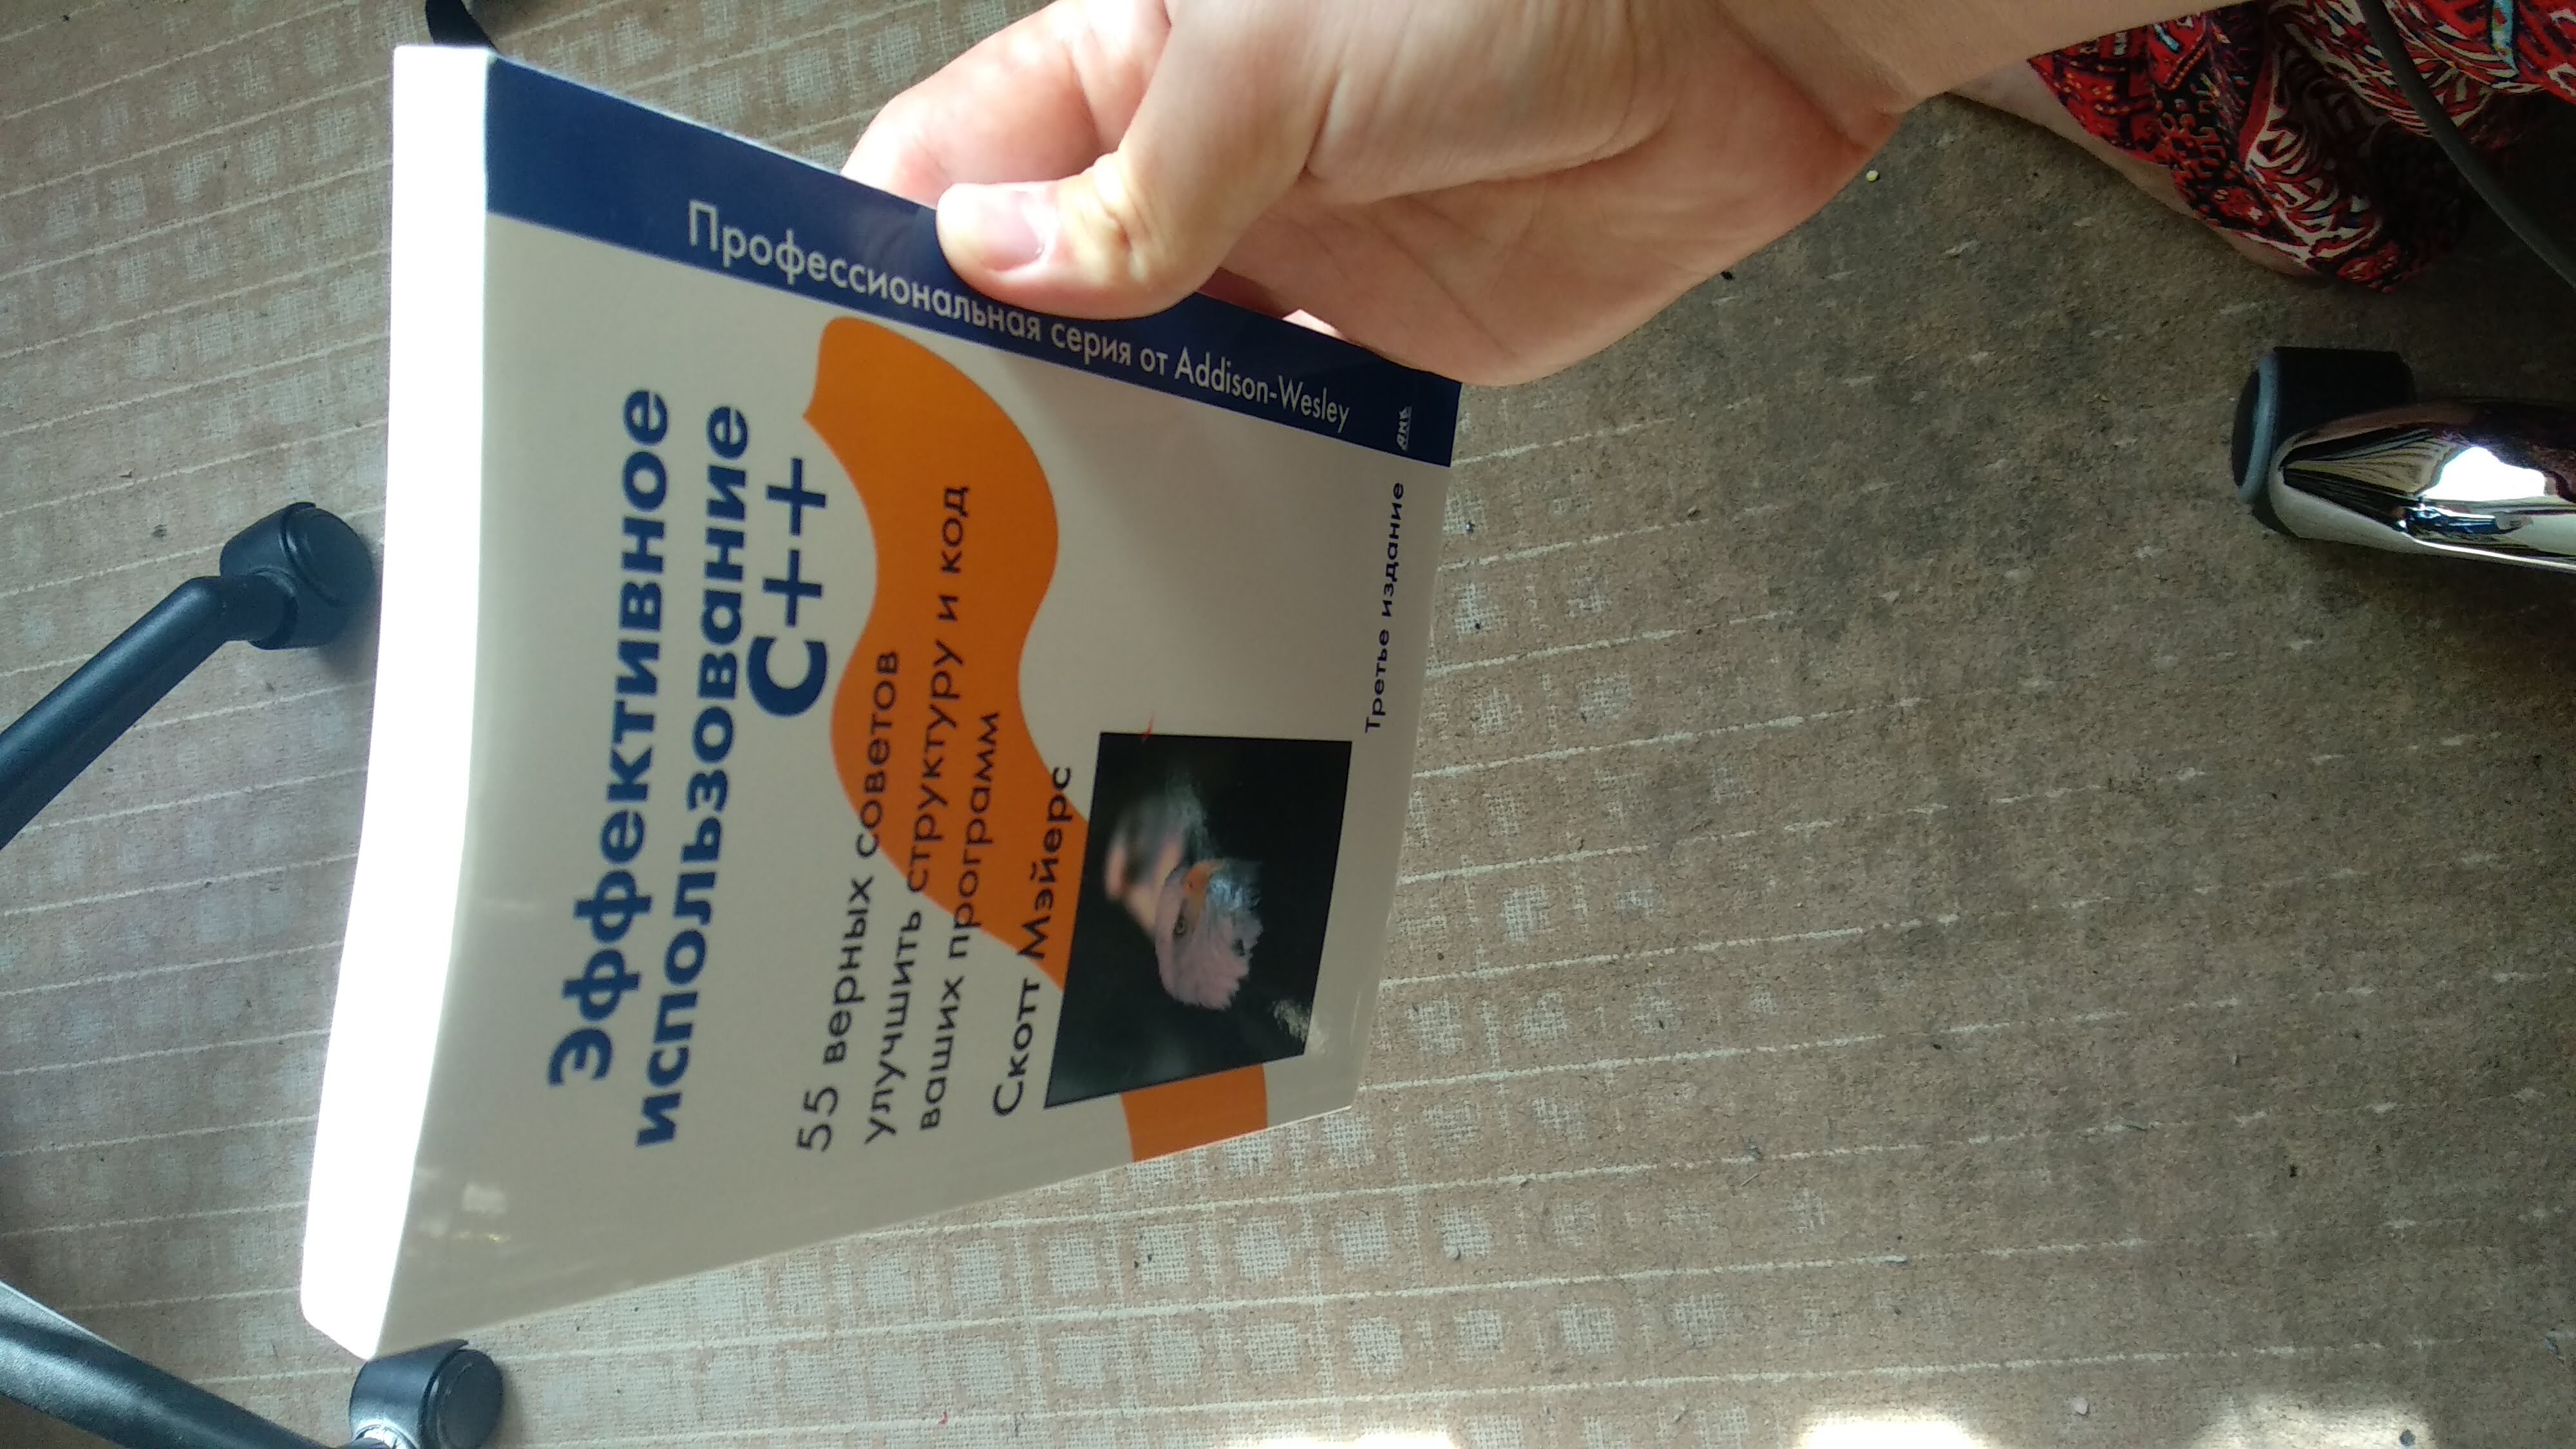 Эффективное
использование
C++
55 верных советов
улучшить структуру и код
ваших программ
Скотт Мэйерс
Третье издание
Профессиональная серия от Addison-Wesley
ДМК